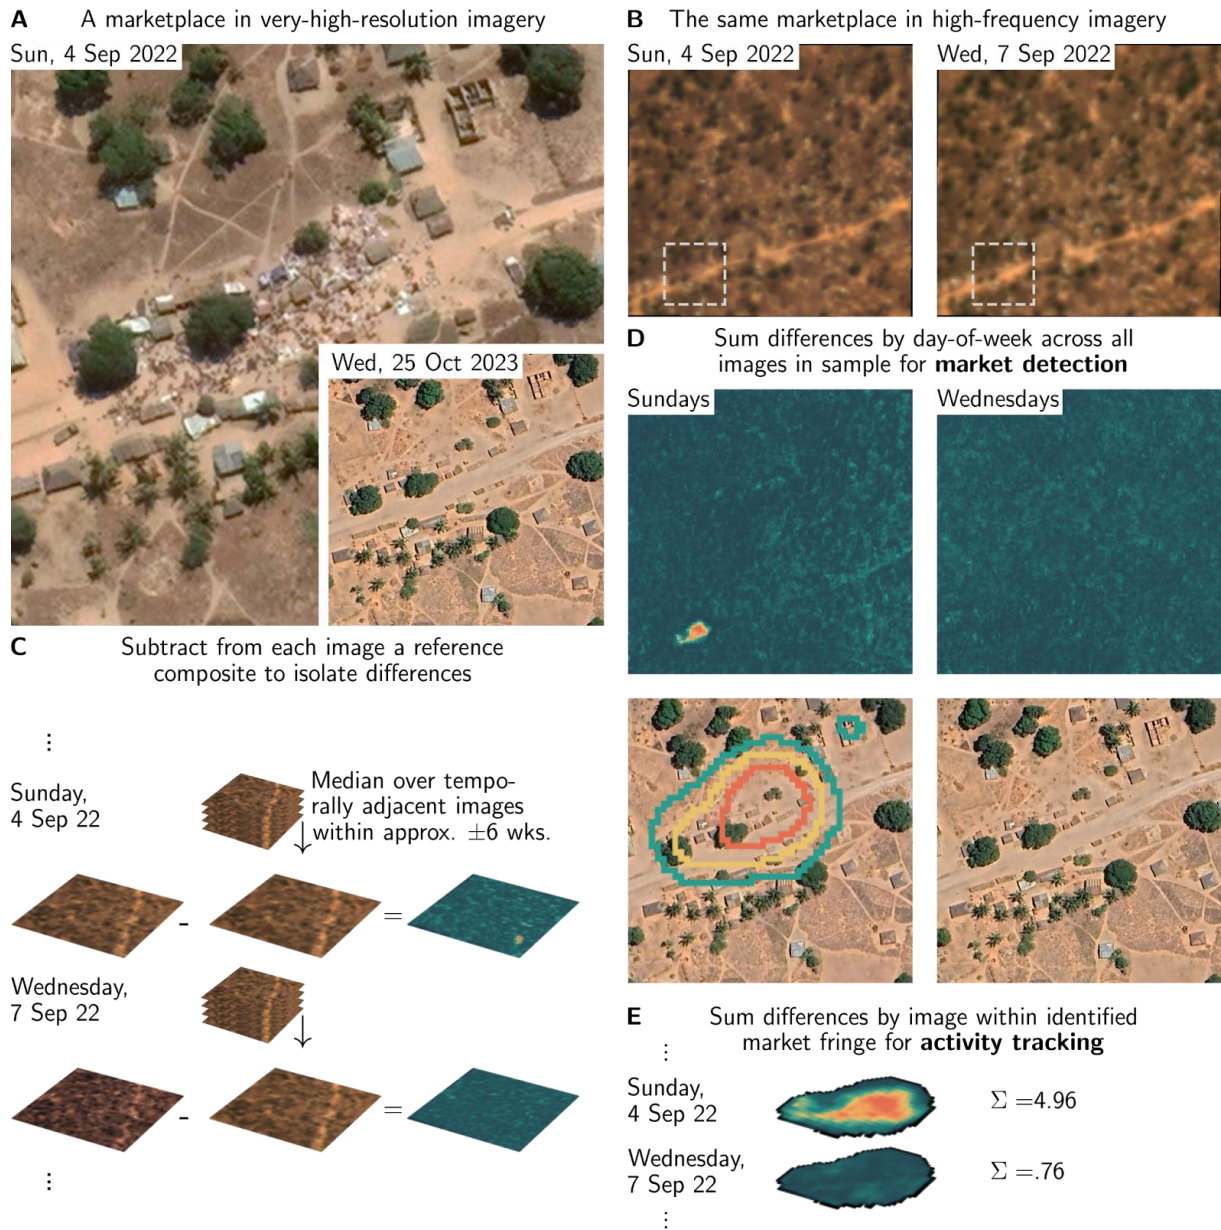 A A marketplace in very-high-resolution imagery
Sun, 4 Sep 2022
Wed, 25 Oct 2023
B The same marketplace in high-frequency imagery
Sun, 4 Sep 2022
Wed, 7 Sep 2022
C Subtract from each image a reference
composite to isolate differences
⋮
Sunday,
4 Sep 22
Median over tempo-
rally adjacent images
within approx. ±6 wks.
- =
Wednesday,
7 Sep 22
- =
⋮
D Sum differences by day-of-week across all
images in sample for market detection
Sundays
Wednesdays
E Sum differences by image within identified
market fringe for activity tracking
⋮
Sunday,
4 Sep 22
Σ =4.96
Wednesday,
7 Sep 22
Σ =.76
⋮